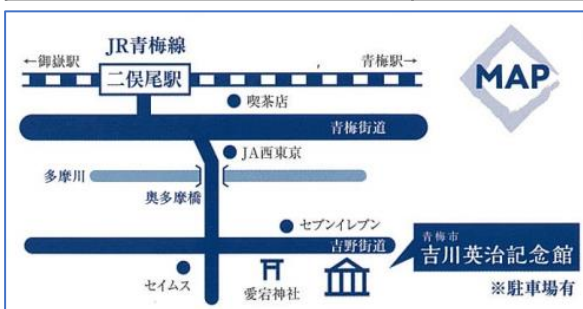 JR青梅線
←御嶽駅
青梅駅→
二俣尾駅
MAP
喫茶店
青梅街道
JA西東京
多摩川
奥多摩橋
セブンイレブン
吉野街道
青梅市
吉川英治記念館
セイムス
愛宕神社
※駐車場有